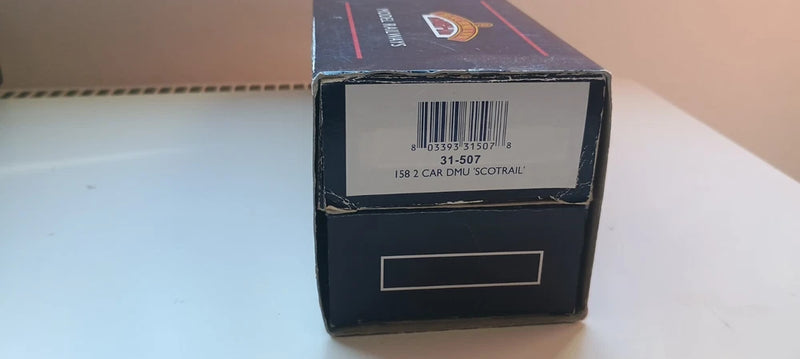 MODEL RAILWAYS
8 03393 31507 8
31-507
158 2 CAR DMU 'SCOTRAIL'